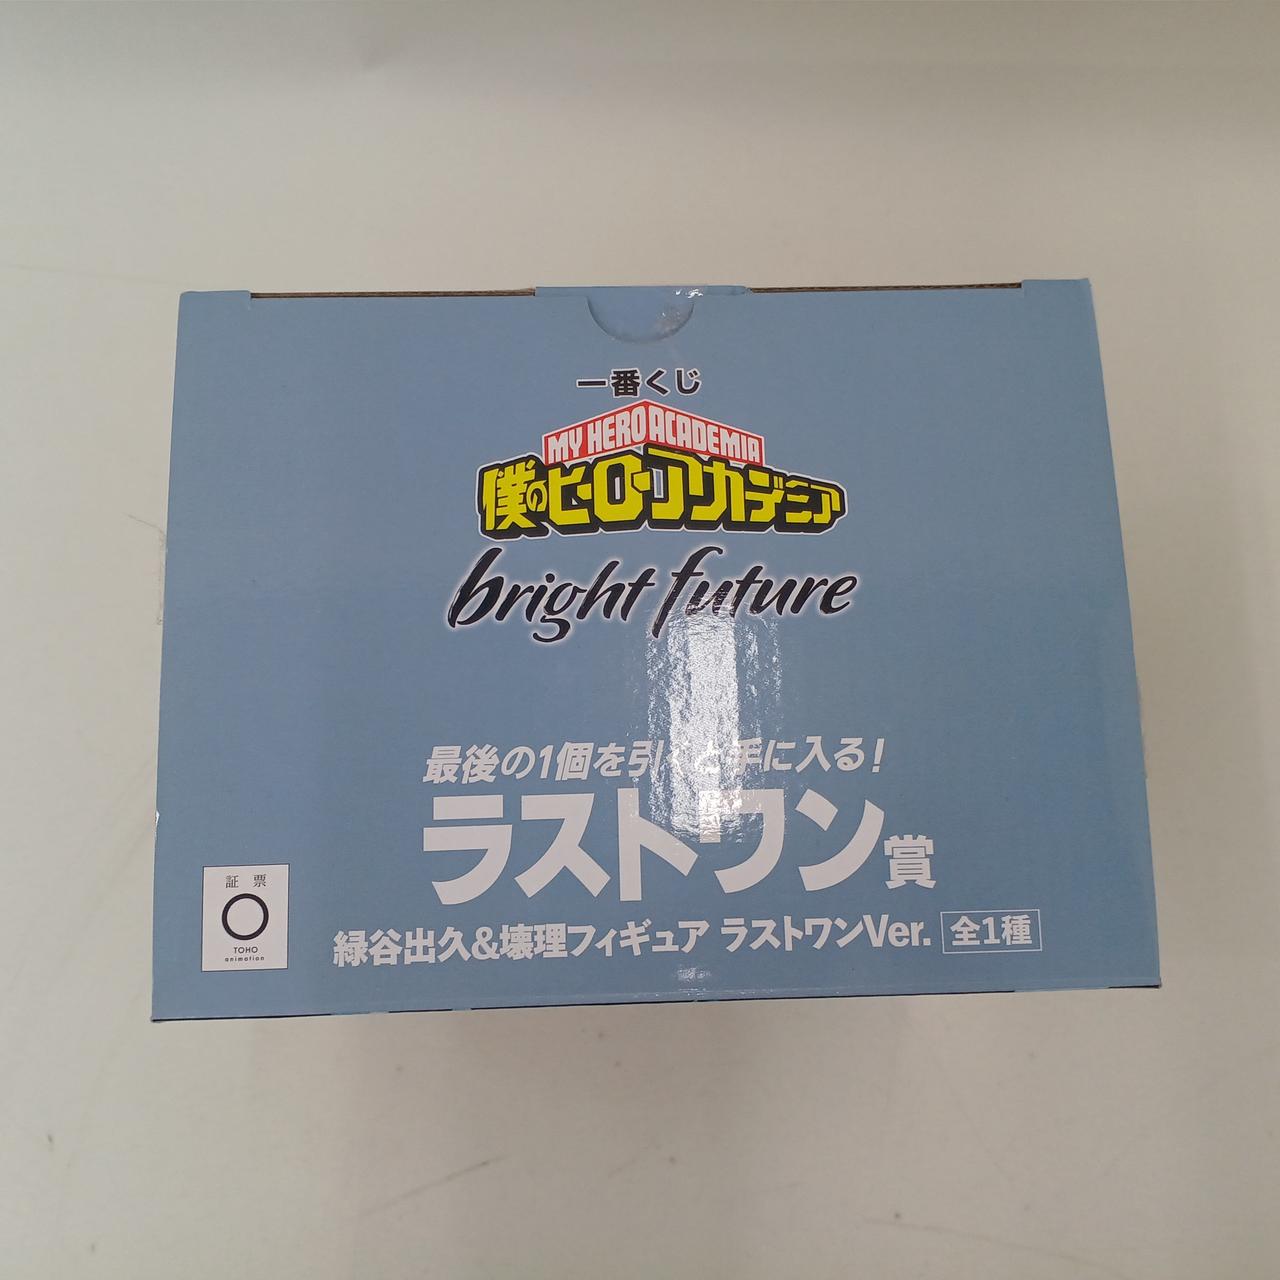 一番くじ
MY HERO ACADEMIA
僕のヒーローアカデミア
bright future
最後の1個を引くと手に入る!
ラストワン賞
緑谷出久&壊理フィギュア ラストワンVer. 全1種
証 票
TOHO
animation